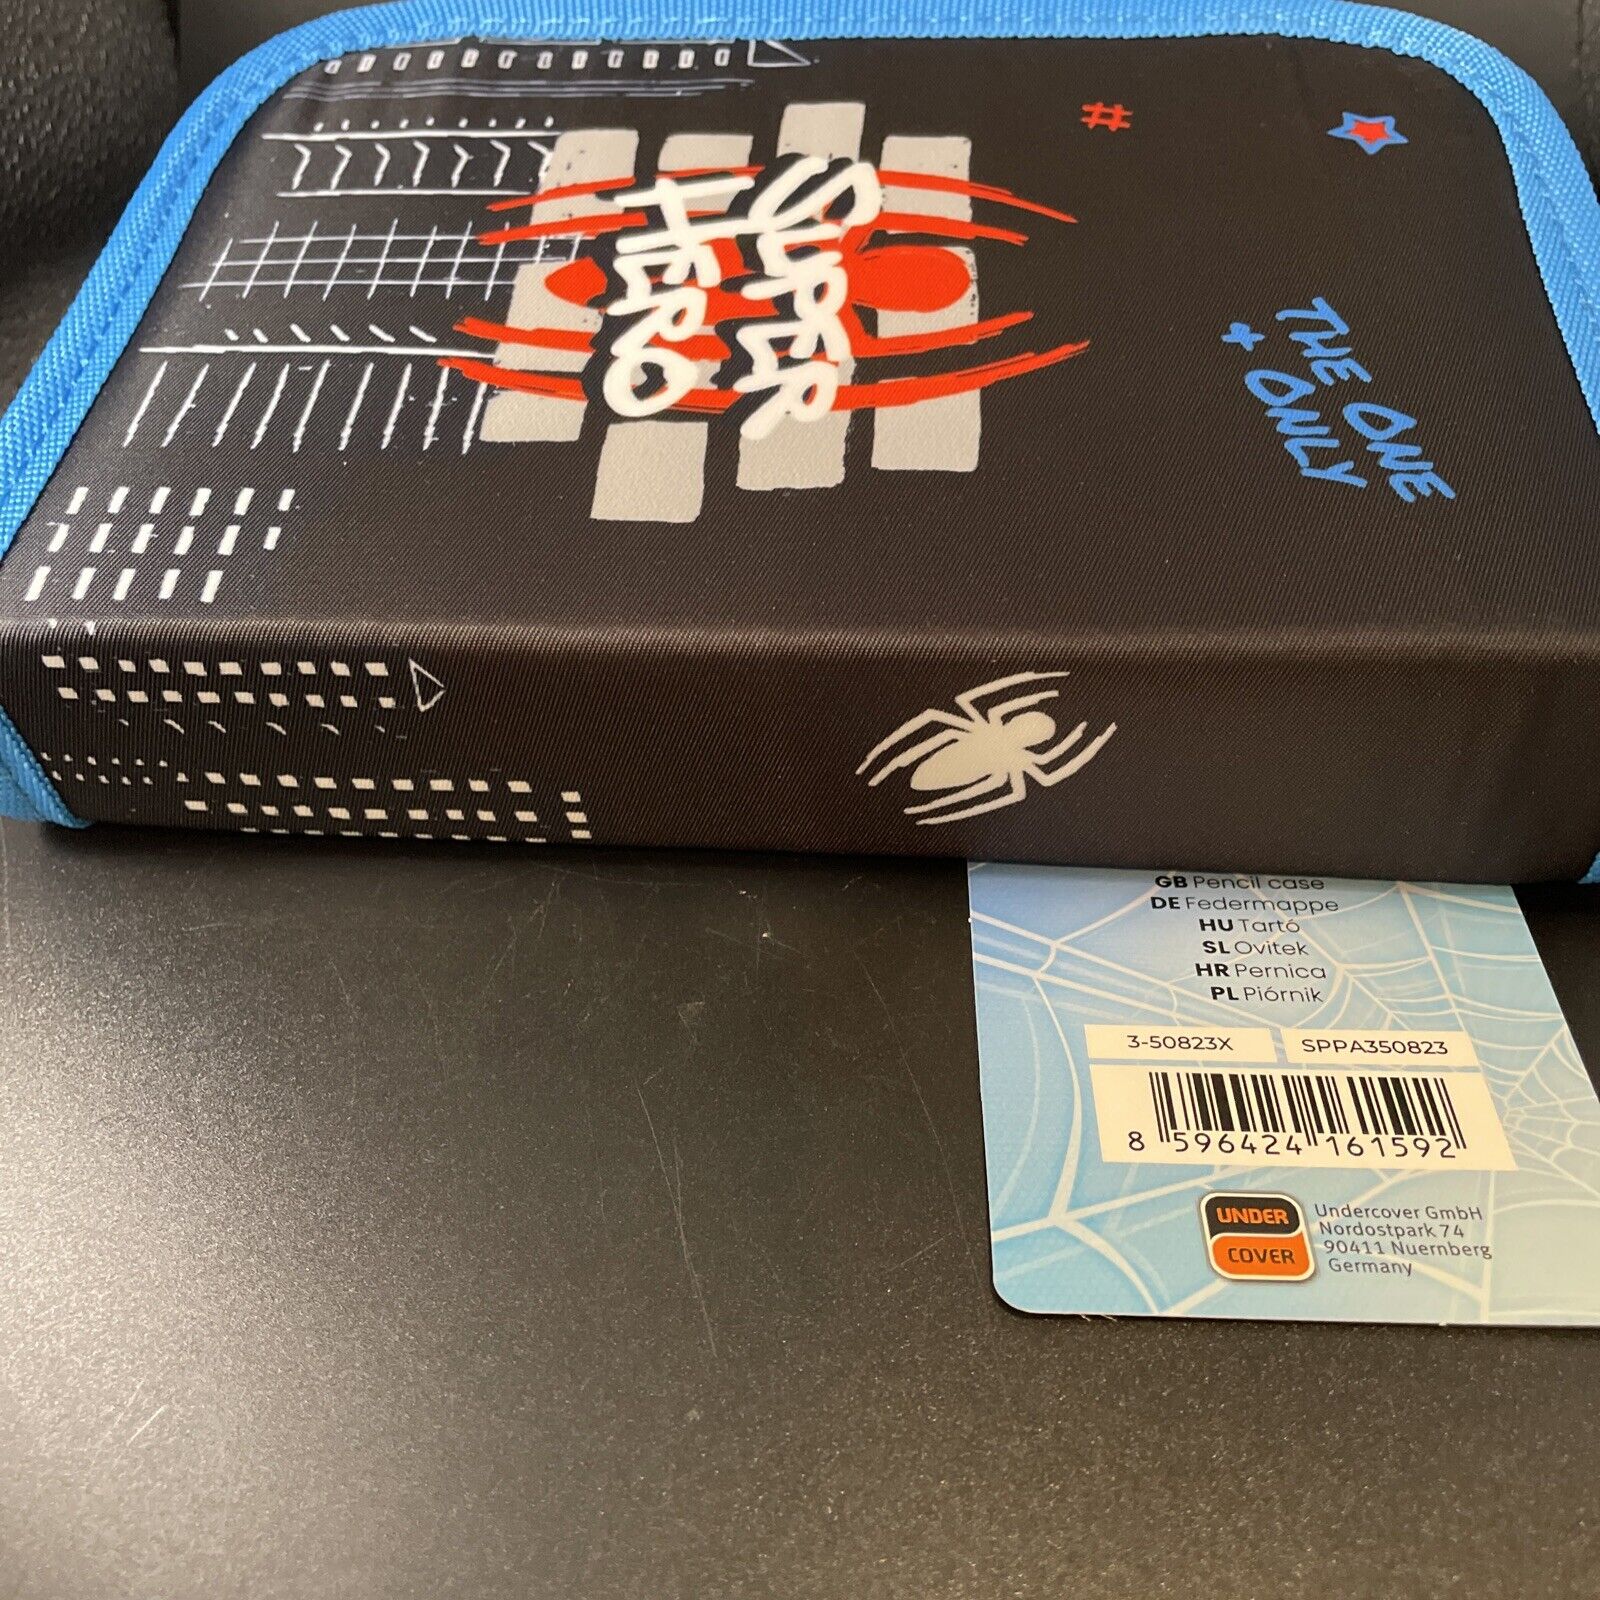 #
SUPER
HERO
THE ONE
+ ONLY
GB Pencil case
DE Federmappe
HU Tartó
SL Ovitek
HR Pernica
PL Piórnik
3-50823X SPPA350823
8 596424 161592
UNDER
COVER
Undercover GmbH
Nordostpark 74
90411 Nuernberg
Germany